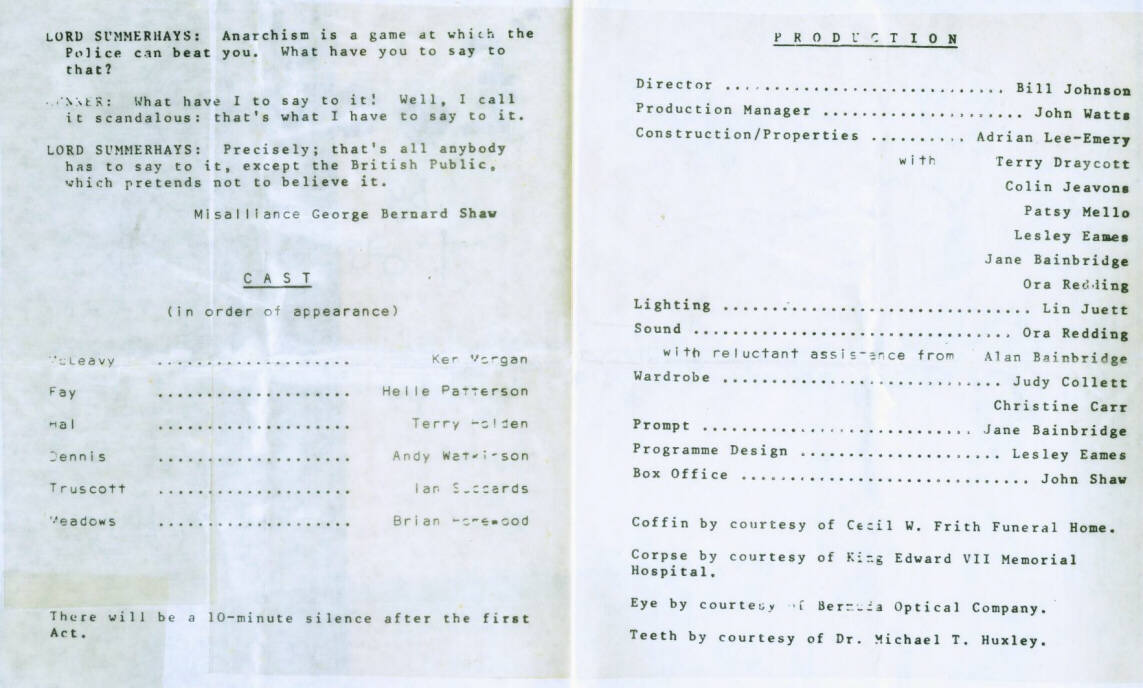 LORD SUMMERHAYS: Anarchism is a game at which the
Police can beat you. What have you to say to
that?
What have I to say to it! Well, I call
it scandalous: that's what I have to say to it.
LORD SUMMERHAYS: Precisely; that's all anybody
has to say to it, except the British Public,
which pretends not to believe it.
Misalliance George Bernard Shaw
C A S T
(in order of appearance)
McLeavy .................... Ken Morgan
Fay .................... Helle Patterson
Hal .................... Terry Holden
Dennis .................... Andy Watkinson
Truscott .................... Ian
Meadows .................... Brian
There will be a 10-minute silence after the first
Act.
P R O D U C T I O N
Director ............................ Bill Johnson
Production Manager .................... John Watts
Construction/Properties .......... Adrian Lee-Emery
with Terry Draycott
Colin Jeavons
Patsy Mello
Lesley Eames
Jane Bainbridge
Ora Redding
Lighting ................................ Lin Juett
Sound ................................ Ora Redding
with reluctant assistance from Alan Bainbridge
Wardrobe ............................ Judy Collett
Christine Carr
Prompt ............................ Jane Bainbridge
Programme Design .................... Lesley Eames
Box Office .............................. John Shaw
Coffin by courtesy of Cecil W. Frith Funeral Home.
Corpse by courtesy of King Edward VII Memorial
Hospital.
Eye by courtesy of Bermuda Optical Company.
Teeth by courtesy of Dr. Michael T. Huxley.